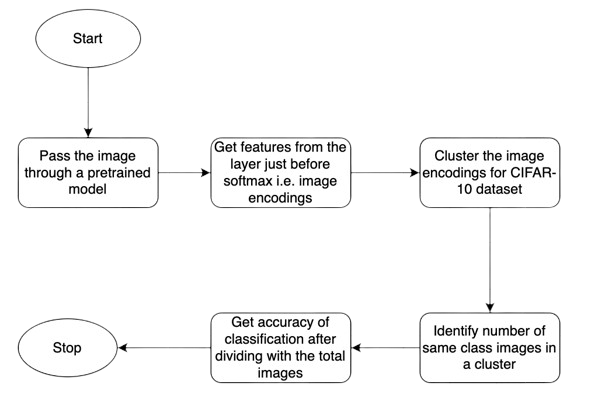 Start
Pass the image
through a pretrained
model
Get features from the
layer just before
softmax i.e. image
encodings
Cluster the image
encodings for CIFAR-
10 dataset
Identify number of
same class images in
a cluster
Get accuracy of
classification after
dividing with the total
images
Stop